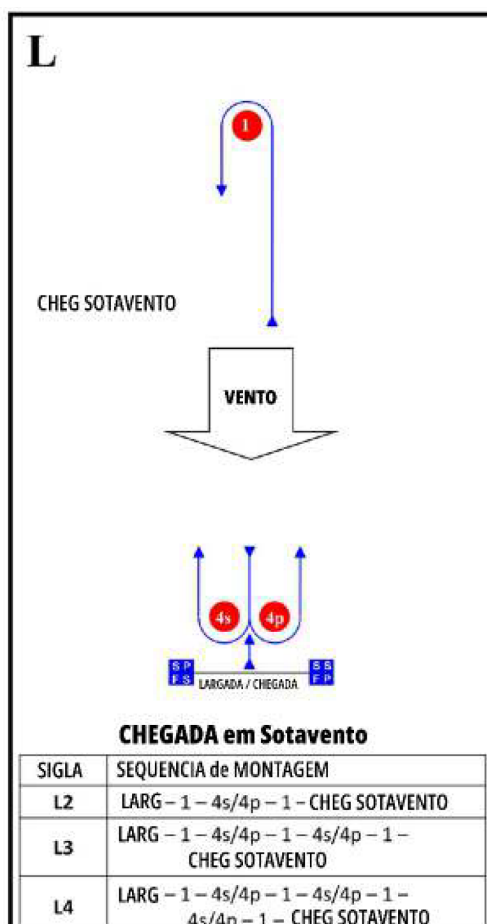 L
1
CHEG SOTAVENTO
VENTO
4s 4p
S P
F S
LARGADA / CHEGADA
S S
F P
CHEGADA em Sotavento
SIGLA SEQUENCIA de MONTAGEM
L2 LARG – 1 – 4s/4p – 1 – CHEG SOTAVENTO
L3 LARG – 1 – 4s/4p – 1 – 4s/4p – 1 –
CHEG SOTAVENTO
L4 LARG – 1 – 4s/4p – 1 – 4s/4p – 1 –
4s/4p – 1 – CHEG SOTAVENTO